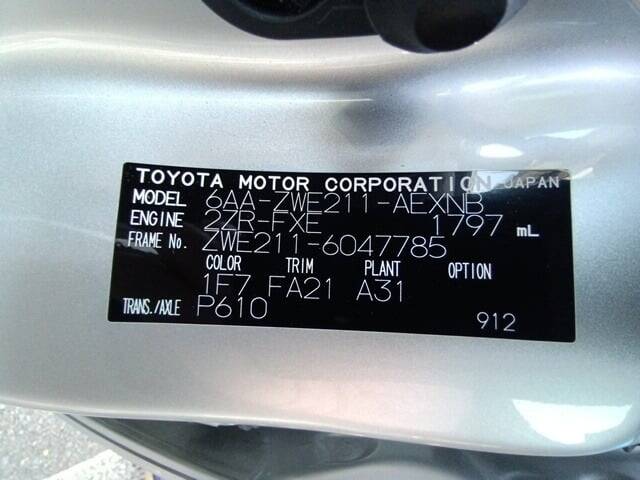 TOYOTA MOTOR CORPORATION JAPAN
MODEL 6AA-ZWE211-AEXNB
ENGINE 2ZR-FXE 1797 mL
FRAME No. ZWE211-6047785
COLOR TRIM PLANT OPTION
1F7 FA21 A31
TRANS./AXLE P610
912